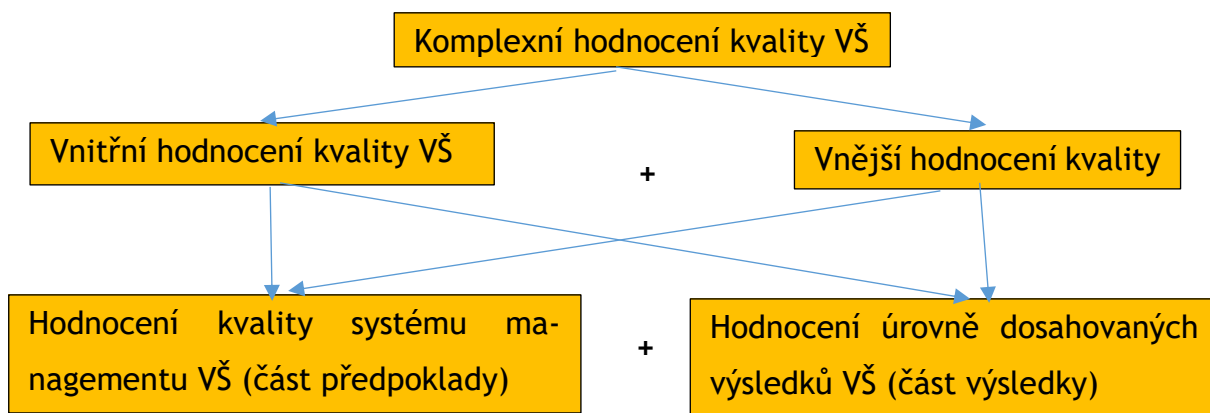 Komplexní hodnocení kvality VŠ
Vnitřní hodnocení kvality VŠ
+
Vnější hodnocení kvality
Hodnocení kvality systému ma-
nagementu VŠ (část předpoklady)
+
Hodnocení úrovně dosahovaných
výsledků VŠ (část výsledky)